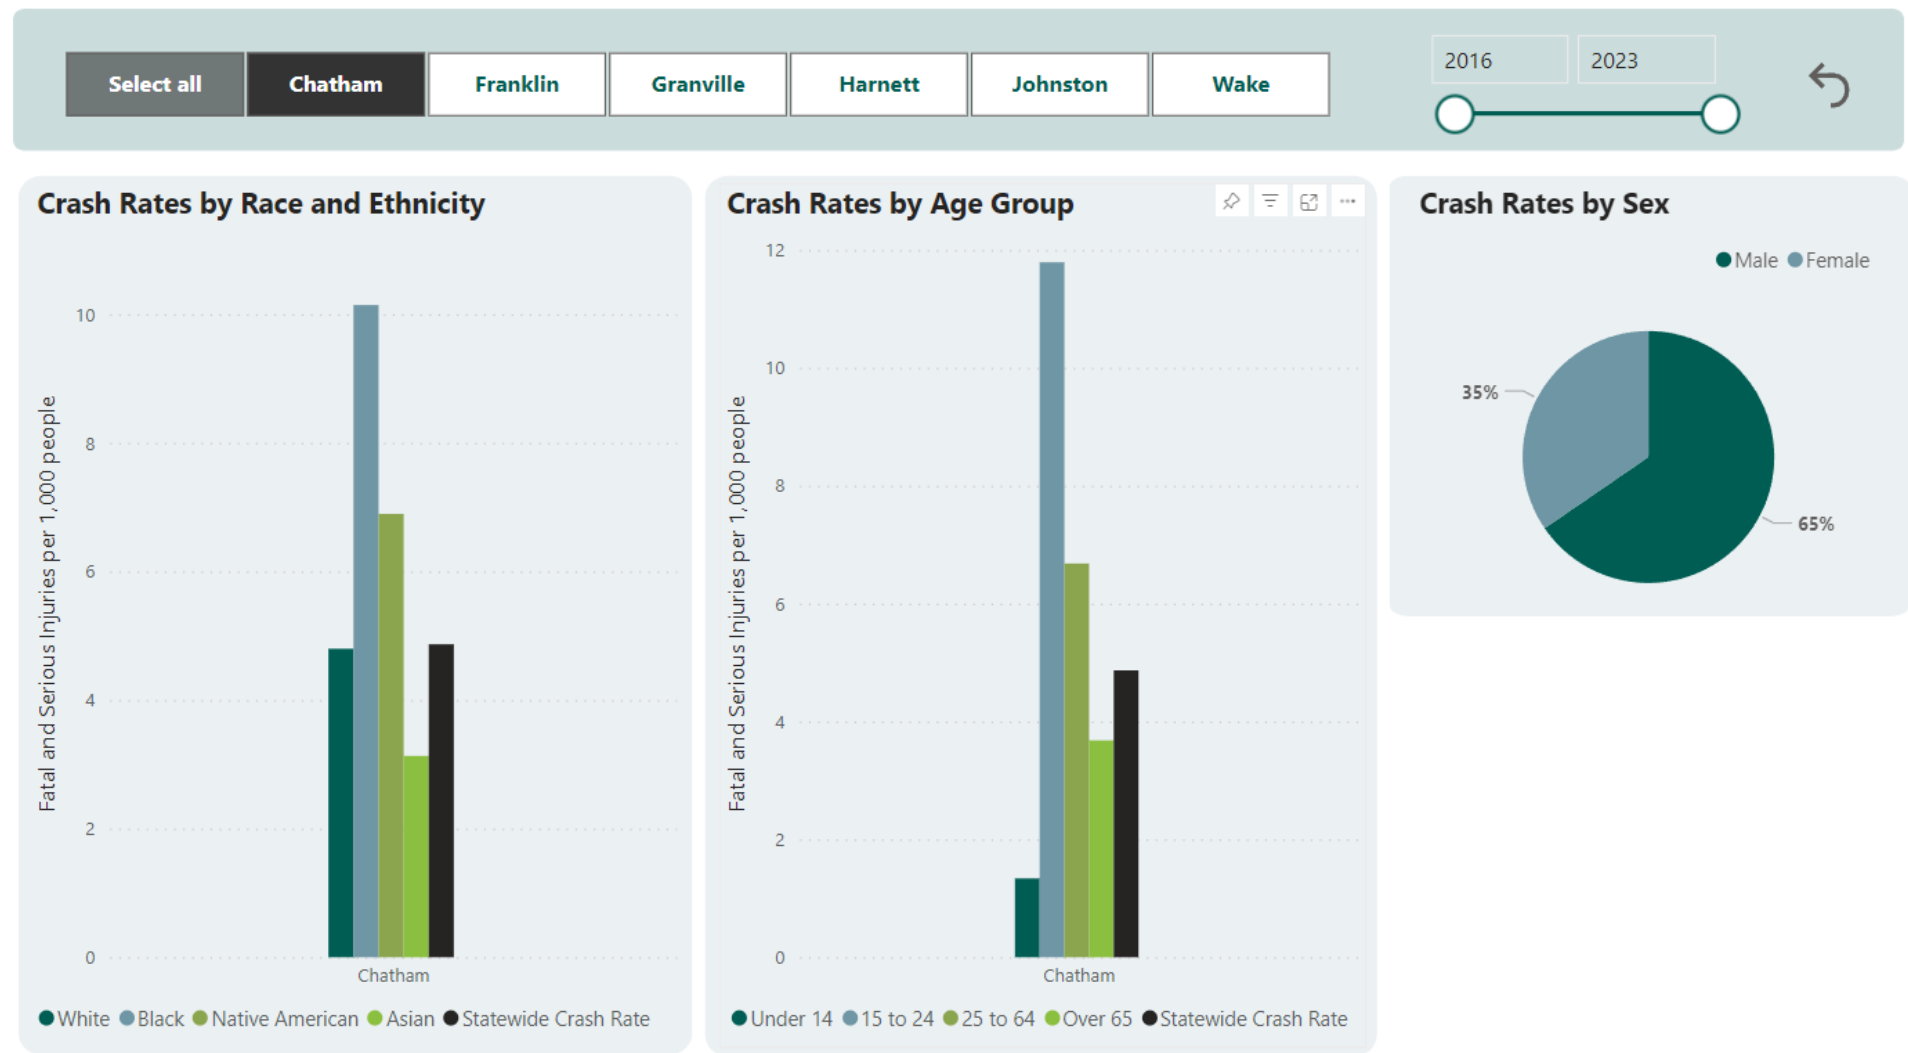 Select all
Chatham
Franklin
Granville
Harnett
Johnston
Wake
2016
2023
Crash Rates by Race and Ethnicity
Fatal and Serious Injuries per 1,000 people
10
8
6
4
2
0
Chatham
White Black Native American Asian Statewide Crash Rate
Crash Rates by Age Group
Fatal and Serious Injuries per 1,000 people
12
10
8
6
4
2
0
Chatham
Under 14 15 to 24 25 to 64 Over 65 Statewide Crash Rate
Crash Rates by Sex
Male Female
35%
65%